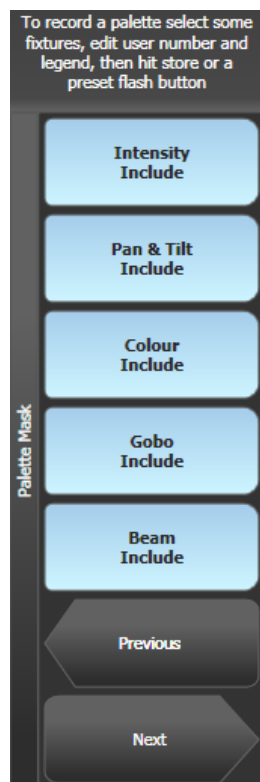 To record a palette select some
fixtures, edit user number and
legend, then hit store or a
preset flash button
Intensity
Include
Pan & Tilt
Include
Colour
Include
Gobo
Include
Beam
Include
Palette Mask
Previous
Next